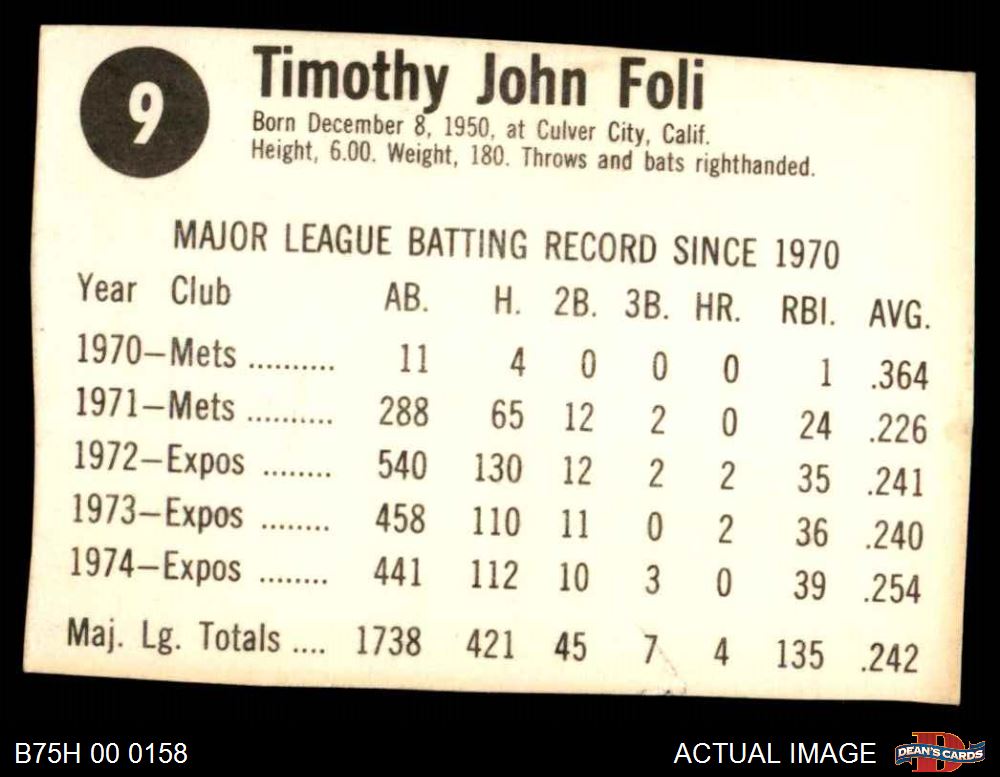 9
Timothy John Foli
Born December 8, 1950, at Culver City, Calif.
Height, 6.00. Weight, 180. Throws and bats righthanded.
MAJOR LEAGUE BATTING RECORD SINCE 1970
Year Club AB. H. 2B. 3B. HR. RBI. AVG.
1970—Mets .......... 11 4 0 0 0 1 .364
1971—Mets .......... 288 65 12 2 0 24 .226
1972—Expos ........ 540 130 12 2 2 35 .241
1973—Expos ........ 458 110 11 0 2 36 .240
1974—Expos ........ 441 112 10 3 0 39 .254
Maj. Lg. Totals .... 1738 421 45 7 4 135 .242
B75H 00 0158 ACTUAL IMAGE DEAN'S CARDS